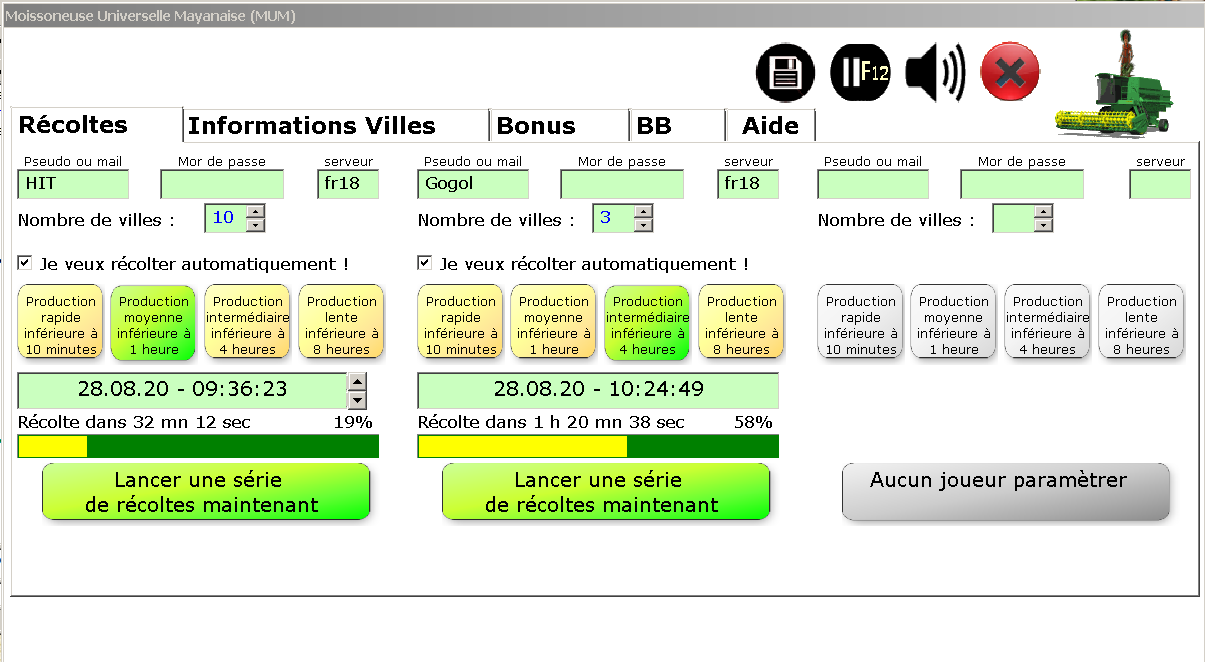 Moissoneuse Universelle Mayanaise (MUM)
F12
Récoltes Informations Villes Bonus BB Aide
Pseudo ou mail Mor de passe serveur Pseudo ou mail Mor de passe serveur Pseudo ou mail Mor de passe serveur
HIT fr18 Gogol fr18
Nombre de villes : 10 Nombre de villes : 3 Nombre de villes :
Je veux récolter automatiquement ! Je veux récolter automatiquement !
Production Production Production Production Production Production Production Production Production Production Production Production
rapide moyenne intermédiaire lente rapide moyenne intermédiaire lente rapide moyenne intermédiaire lente
inférieure à inférieure à inférieure à inférieure à inférieure à inférieure à inférieure à inférieure à inférieure à inférieure à inférieure à inférieure à
10 minutes 1 heure 4 heures 8 heures 10 minutes 1 heure 4 heures 8 heures 10 minutes 1 heure 4 heures 8 heures
28.08.20 - 09:36:23 28.08.20 - 10:24:49
Récolte dans 32 mn 12 sec 19% Récolte dans 1 h 20 mn 38 sec 58%
Lancer une série Lancer une série Aucun joueur paramètrer
de récoltes maintenant de récoltes maintenant